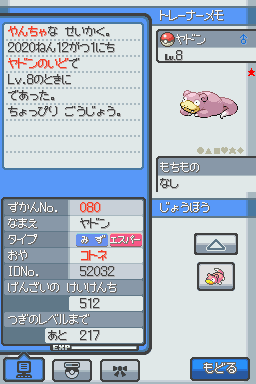 やんちゃな せいかく。
2020ねん12がつ1にち
ヤドンのいどで
Lv.8のときに
であった。
ちょっぴり ごうじょう。
トレーナーメモ
ヤドン ♂
Lv.8
もちもの
なし
じょうほう
ずかんNo. 080
なまえ ヤドン
タイプ みず エスパー
おや コトネ
IDNo. 52032
げんざいの けいけんち
512
つぎのレベルまで
あと 217
EXP
もどる